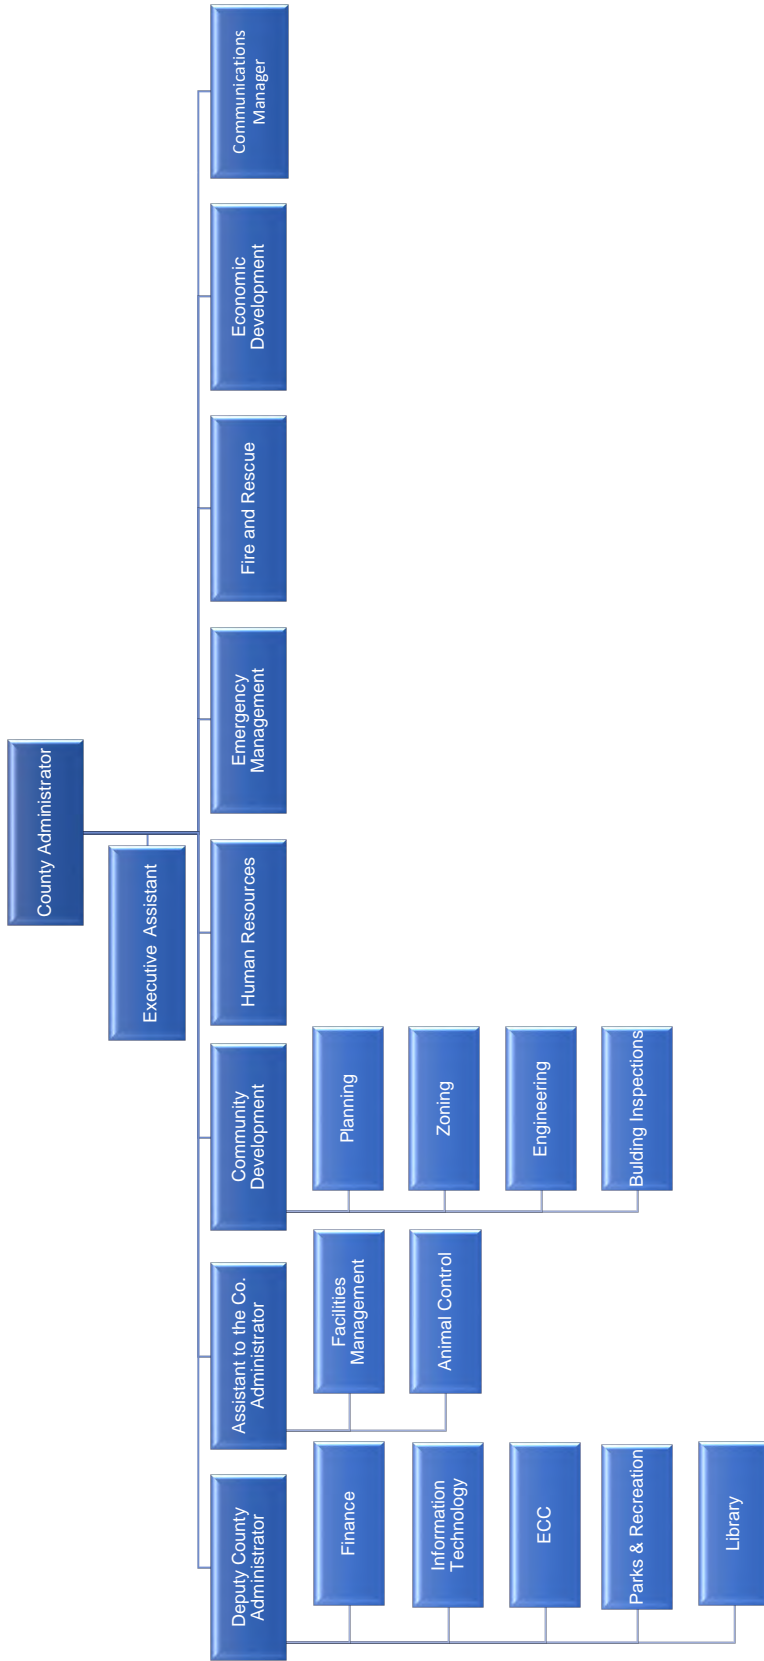 County Administrator
Executive Assistant
Deputy County
Administrator
Assistant to the Co.
Administrator
Community
Development
Human Resources
Emergency
Management
Fire and Rescue
Economic
Development
Communications
Manager
Finance
Information
Technology
ECC
Parks & Recreation
Library
Facilities
Management
Animal Control
Planning
Zoning
Engineering
Bulding Inspections